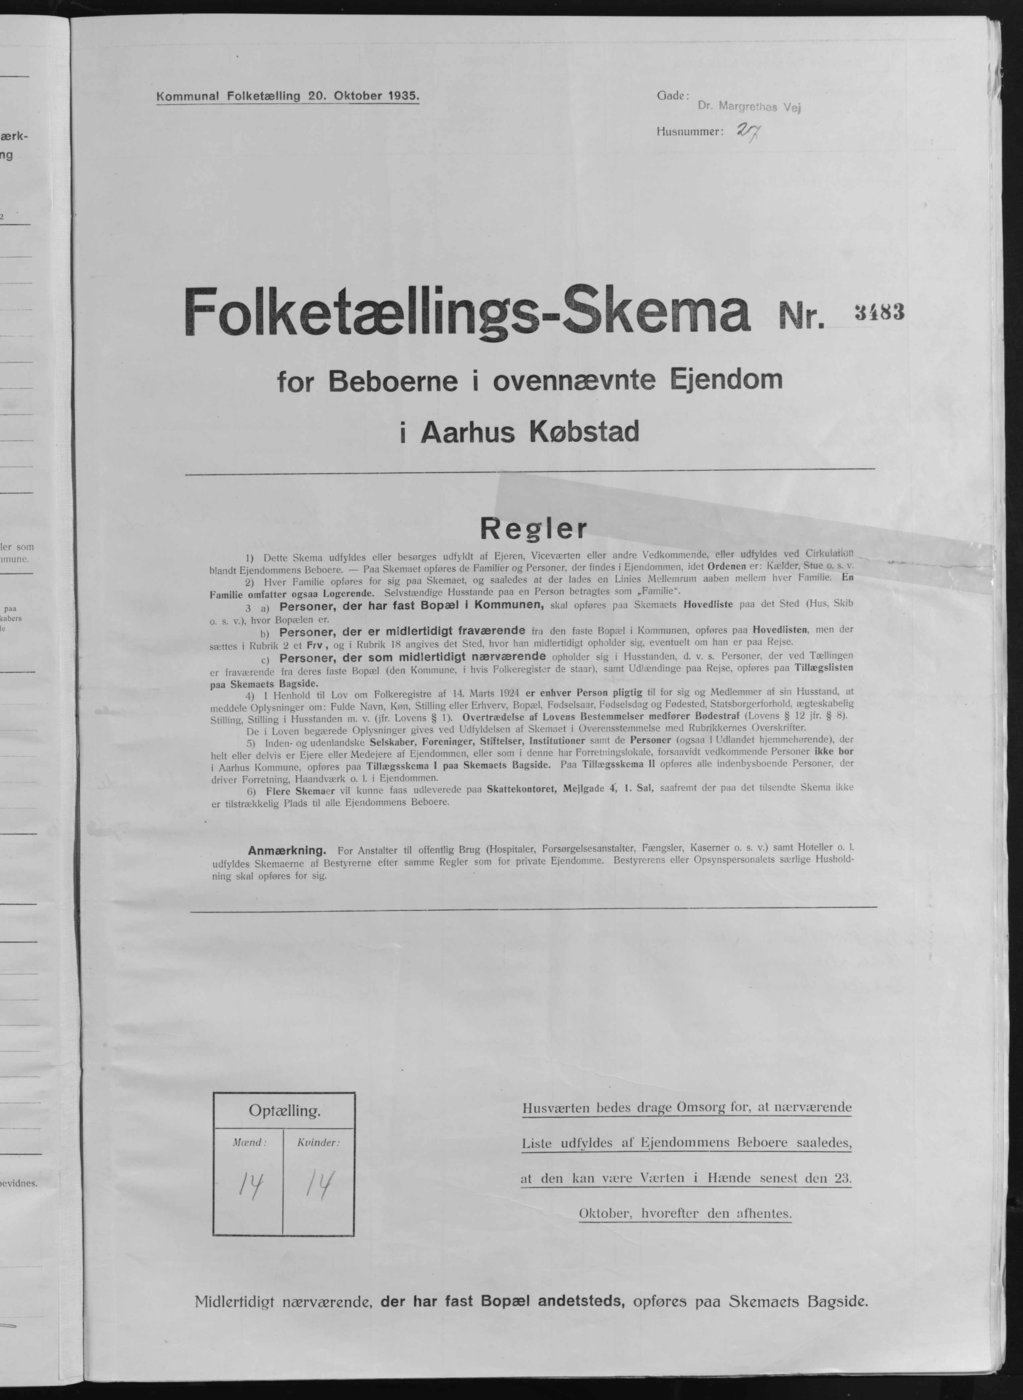 Kommunal Folketælling 20. Oktober 1935.
Gade:
Dr. Margrethes Vej
Husnummer: 27
Folketællings-Skema Nr. 3483
for Beboerne i ovennævnte Ejendom
i Aarhus Købstad
Regler
1) Dette Skema udfyldes eller besørges udfyldt af Ejeren, Viceværten eller andre Vedkommende, eller udfyldes ved Cirkulation
blandt Ejendommens Beboere. — Paa Skemaet opføres de Familier og Personer, der findes i Ejendommen, idet Ordenen er: Kælder, Stue o. s. v.
2) Hver Familie opføres for sig paa Skemaet, og saaledes at der lades en Linies Mellemrum aaben mellem hver Familie. En
Familie omfatter ogsaa Logerende. Selvstændige Husstande paa en Person betragtes som „Familie“.
3 a) Personer, der har fast Bopæl i Kommunen, skal opføres paa Skemaets Hovedliste paa det Sted (Hus, Skib
o. s. v.), hvor Bopælen er.
b) Personer, der er midlertidigt fraværende fra den faste Bopæl i Kommunen, opføres paa Hovedlisten, men der
sættes i Rubrik 2 et Frv, og i Rubrik 18 angives det Sted, hvor han midlertidigt opholder sig, eventuelt om han er paa Rejse.
c) Personer, der som midlertidigt nærværende opholder sig i Husstanden, d. v. s. Personer, der ved Tællingen
er fraværende fra deres faste Bopæl (den Kommune, i hvis Folkeregister de staar), samt Udlændinge paa Rejse, opføres paa Tillægslisten
paa Skemaets Bagside.
4) I Henhold til Lov om Folkeregistre af 14. Marts 1924 er enhver Person pligtig til for sig og Medlemmer af sin Husstand, at
meddele Oplysninger om: Fulde Navn, Køn, Stilling eller Erhverv, Bopæl, Fødselsaar, Fødselsdag og Fødested, Statsborgerforhold, ægteskabelig
Stilling, Stilling i Husstanden m. v. (jfr. Lovens § 1). Overtrædelse af Lovens Bestemmelser medfører Bødestraf (Lovens § 12 jfr. § 8).
De i Loven begærede Oplysninger gives ved Udfyldelsen af Skemaet i Overensstemmelse med Rubrikkernes Overskrifter.
5) Inden- og udenlandske Selskaber, Foreninger, Stiftelser, Institutioner samt de Personer (ogsaa i Udlandet hjemmehørende), der
helt eller delvis er Ejere eller Medejere af Ejendommen, eller som i denne har Forretningslokale, forsaavidt vedkommende Personer ikke bor
i Aarhus Kommune, opføres paa Tillægsskema I paa Skemaets Bagside. Paa Tillægsskema II opføres alle indenbysboende Personer, der
driver Forretning, Haandværk o. l. i Ejendommen.
6) Flere Skemaer vil kunne faas udleverede paa Skattekontoret, Mejlgade 4, 1. Sal, saafremt der paa det tilsendte Skema ikke
er tilstrækkelig Plads til alle Ejendommens Beboere.
Anmærkning. For Anstalter til offentlig Brug (Hospitaler, Forsørgelsesanstalter, Fængsler, Kaserner o. s. v.) samt Hoteller o. l.
udfyldes Skemaerne af Bestyrerne efter samme Regler som for private Ejendomme. Bestyrerens eller Opsynspersonalets særlige Hushold-
ning skal opføres for sig.
Optælling.
Mænd: Kvinder:
14 14
Husværten bedes drage Omsorg for, at nærværende
Liste udfyldes af Ejendommens Beboere saaledes,
at den kan være Værten i Hænde senest den 23.
Oktober, hvorefter den afhentes.
Midlertidigt nærværende, der har fast Bopæl andetsteds, opføres paa Skemaets Bagside.